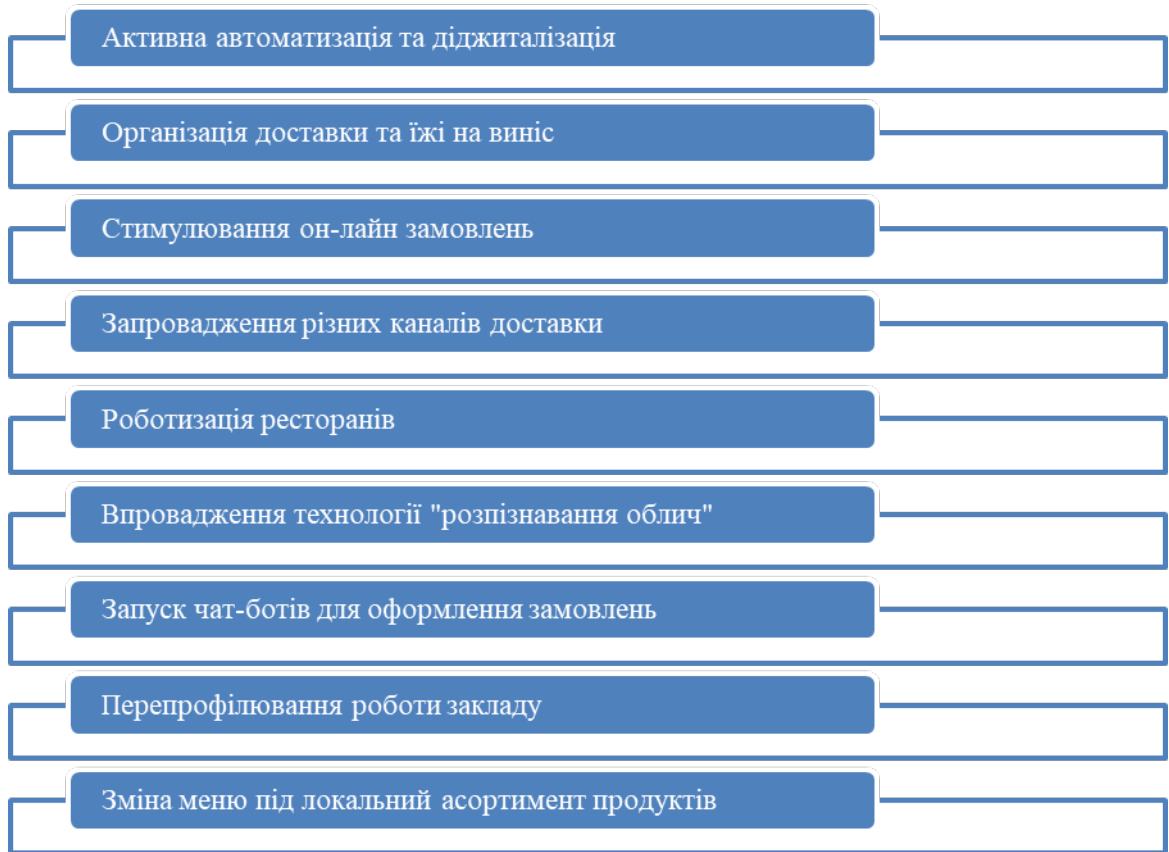 Активна автоматизація та діджиталізація
Організація доставки та їжі на виніс
Стимулювання он-лайн замовлень
Запровадження різних каналів доставки
Роботизація ресторанів
Впровадження технології "розпізнавання облич"
Запуск чат-ботів для оформлення замовлень
Перепрофілювання роботи закладу
Зміна меню під локальний асортимент продуктів